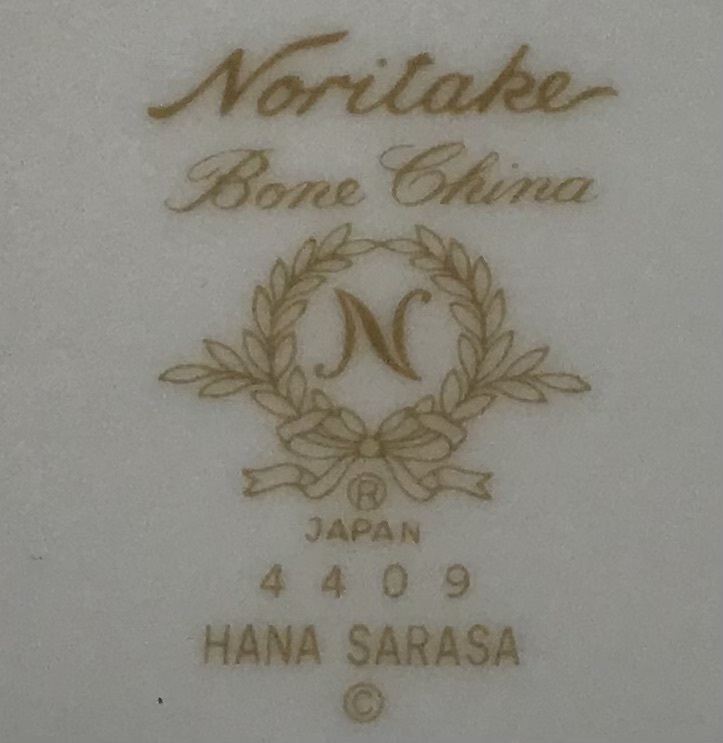 Noritake
Bone China
N
®
JAPAN
4409
HANA SARASA
©